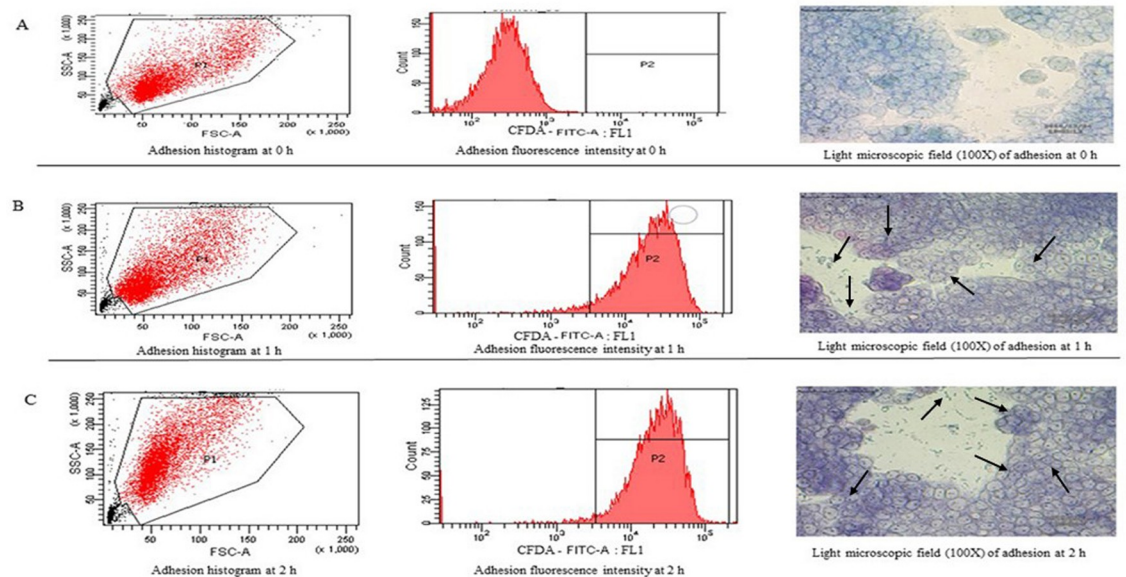 A
SSC-A
(x 1,000)
250
200
150
100
50
P1
50 100 150 200 250
FSC-A
(x 1,000)
Adhesion histogram at 0 h
Count
150
100
50
0
P2
10² 10³ 10⁴ 10⁵
CFDA - FITC-A : FL1
Adhesion fluorescence intensity at 0 h
Light microscopic field (100X) of adhesion at 0 h
B
SSC-A
(x 1,000)
250
200
150
100
50
P1
50 100 150 200 250
FSC-A
(x 1,000)
Adhesion histogram at 1 h
Count
150
100
50
0
P2
10² 10³ 10⁴ 10⁵
CFDA - FITC-A : FL1
Adhesion fluorescence intensity at 1 h
Light microscopic field (100X) of adhesion at 1 h
C
SSC-A
(x 1,000)
250
200
150
100
50
P1
50 100 150 200 250
FSC-A
(x 1,000)
Adhesion histogram at 2 h
Count
125
100
75
50
25
0
P2
10² 10³ 10⁴ 10⁵
CFDA - FITC-A : FL1
Adhesion fluorescence intensity at 2 h
Light microscopic field (100X) of adhesion at 2 h